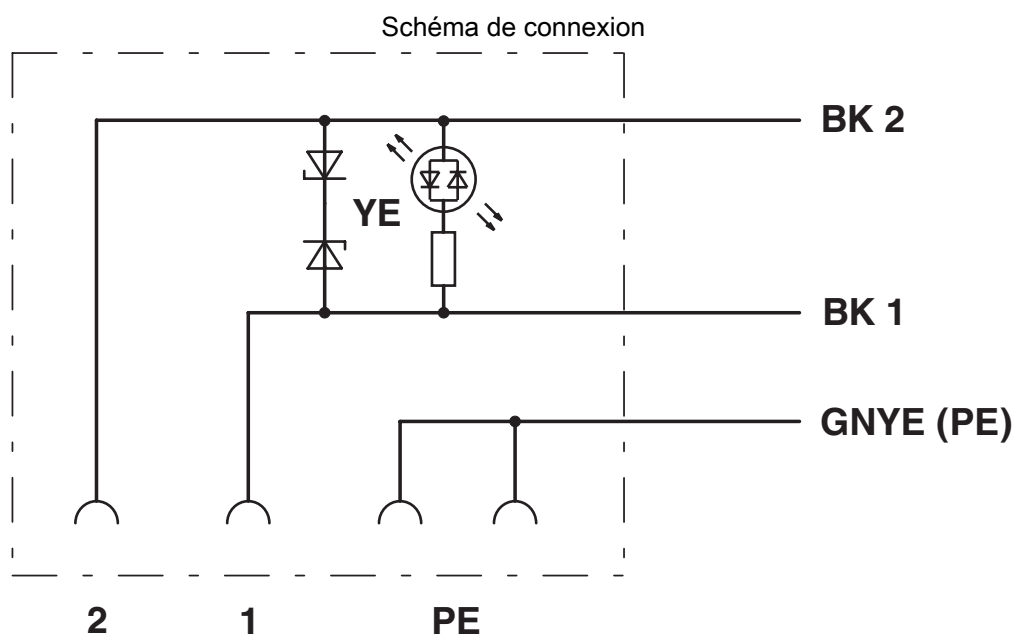 Schéma de connexion
BK 2
YE
BK 1
GNYE (PE)
2 1 PE